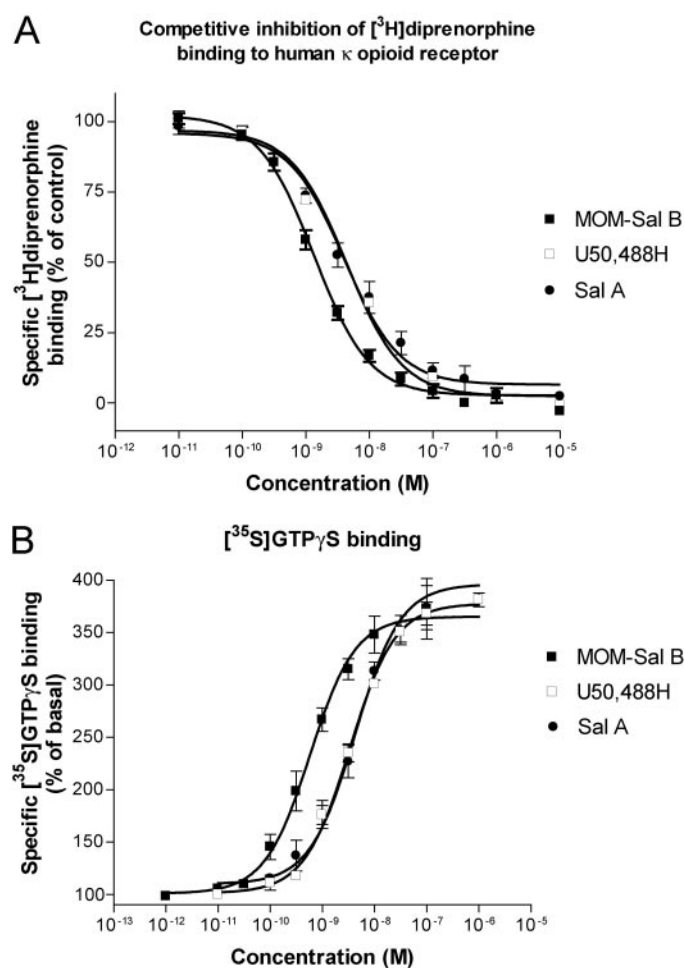 A
Competitive inhibition of [³H]diprenorphine
binding to human κ opioid receptor
Specific [³H]diprenorphine
binding (% of control)
100
75
50
25
0
10⁻¹²
10⁻¹¹
10⁻¹⁰
10⁻⁹
10⁻⁸
10⁻⁷
10⁻⁶
10⁻⁵
Concentration (M)
MOM-Sal B
U50,488H
Sal A
B
[³⁵S]GTPγS binding
Specific [³⁵S]GTPγS binding
(% of basal)
400
350
300
250
200
150
100
10⁻¹³
10⁻¹²
10⁻¹¹
10⁻¹⁰
10⁻⁹
10⁻⁸
10⁻⁷
10⁻⁶
10⁻⁵
Concentration (M)
MOM-Sal B
U50,488H
Sal A